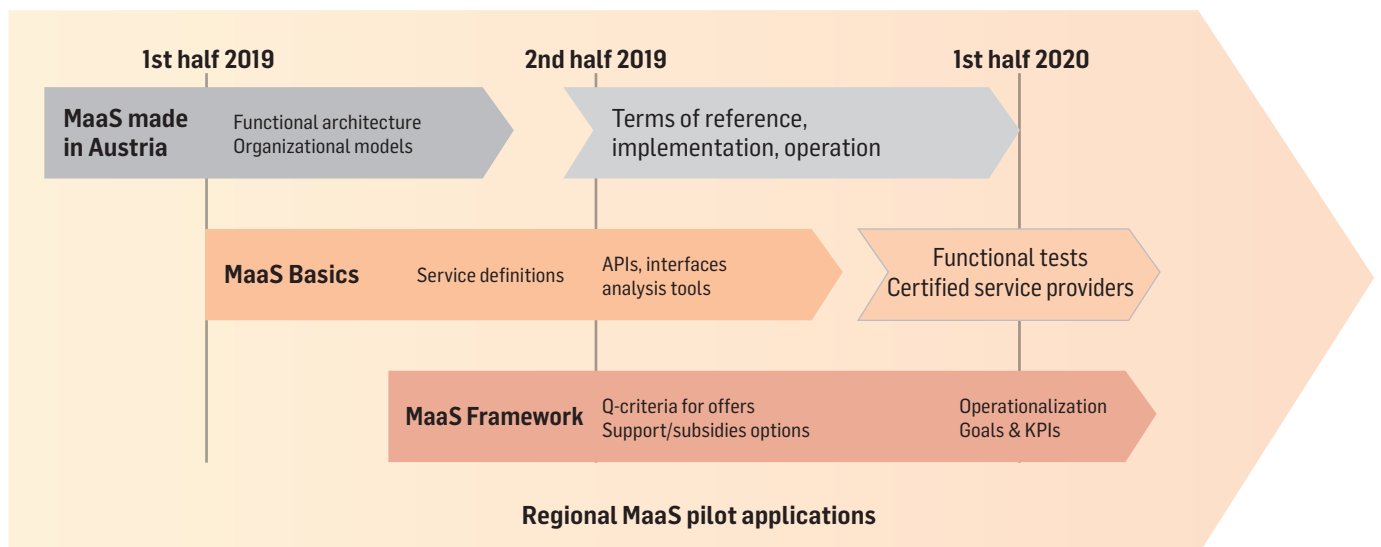 1st half 2019
2nd half 2019
1st half 2020
MaaS made
in Austria
Functional architecture
Organizational models
Terms of reference,
implementation, operation
MaaS Basics
Service definitions
APIs, interfaces
analysis tools
Functional tests
Certified service providers
MaaS Framework
Q-criteria for offers
Support/subsidies options
Operationalization
Goals & KPIs
Regional MaaS pilot applications